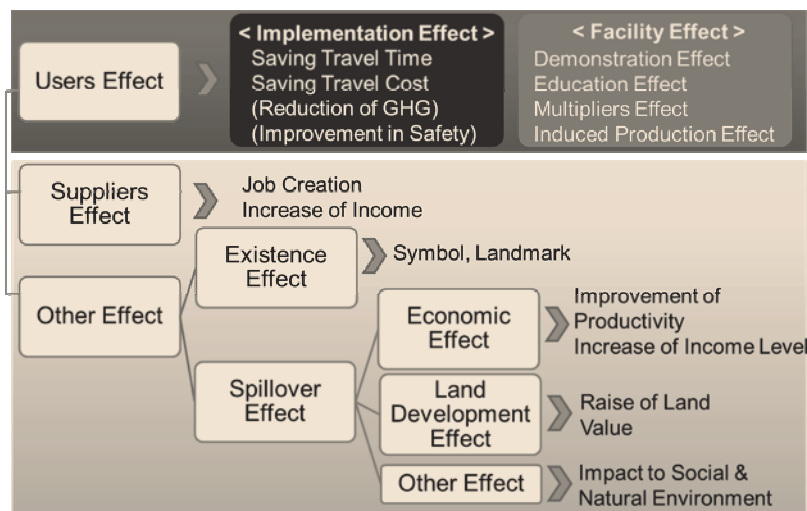 Users Effect
< Implementation Effect >
Saving Travel Time
Saving Travel Cost
(Reduction of GHG)
(Improvement in Safety)
< Facility Effect >
Demonstration Effect
Education Effect
Multipliers Effect
Induced Production Effect
Suppliers
Effect
Job Creation
Increase of Income
Other Effect
Existence
Effect
Symbol, Landmark
Spillover
Effect
Economic
Effect
Improvement of
Productivity
Increase of Income Level
Land
Development
Effect
Raise of Land
Value
Other Effect
Impact to Social &
Natural Environment